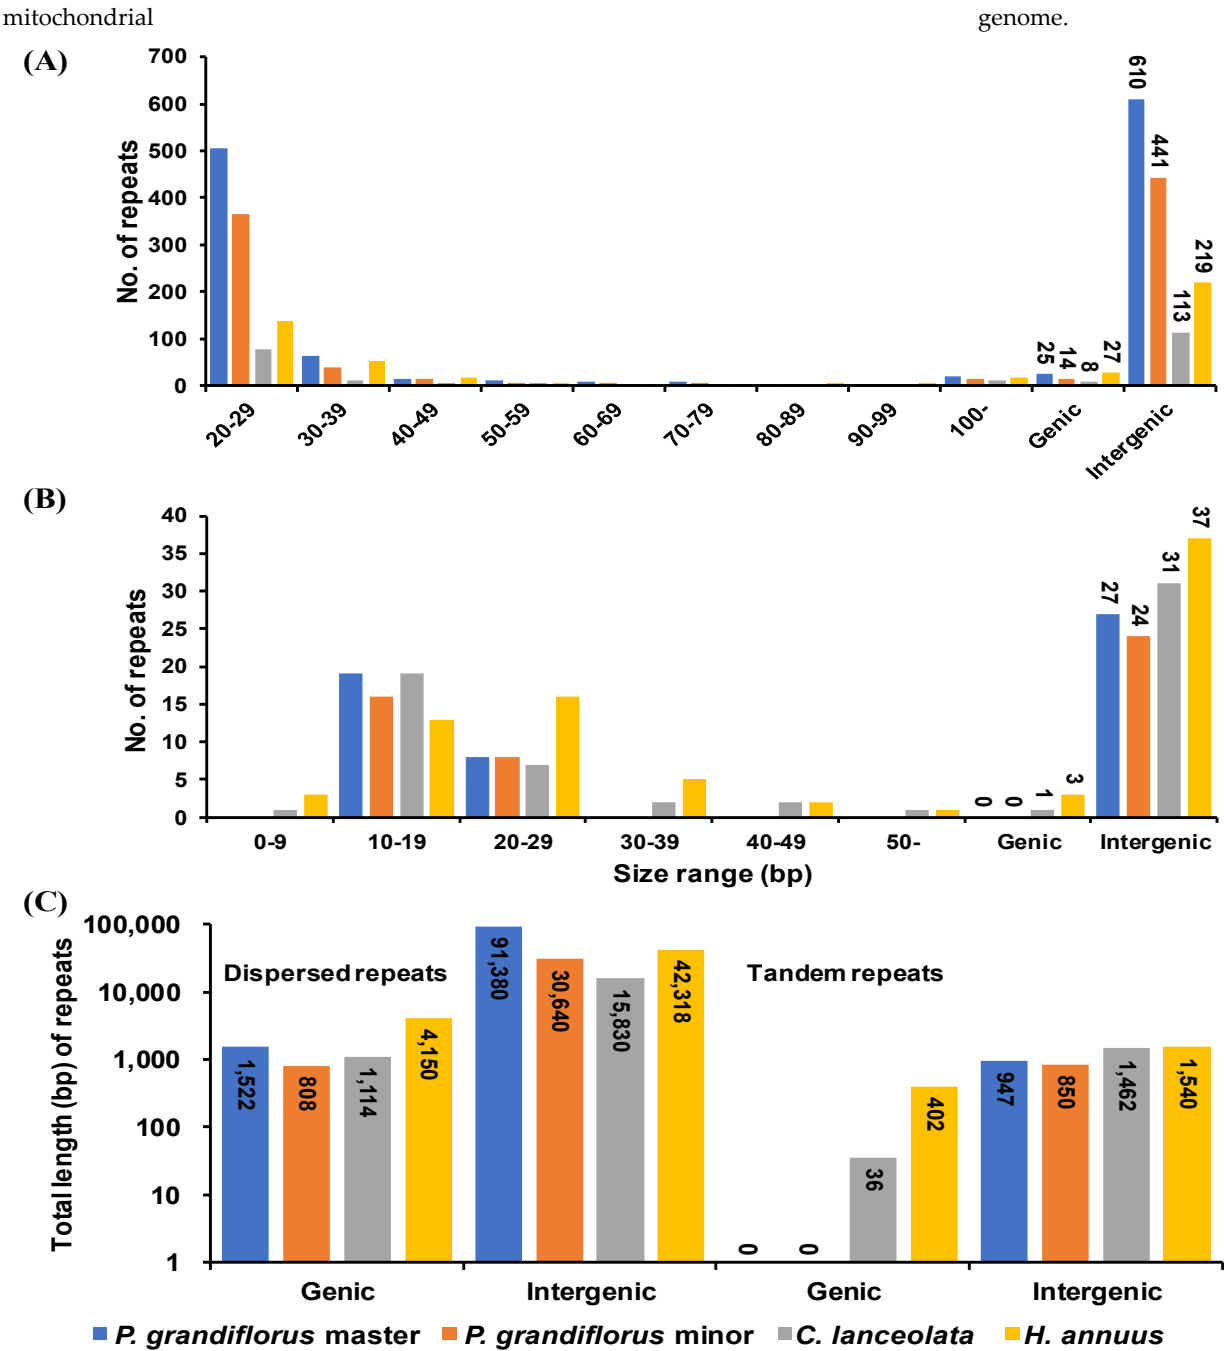 mitochondrial genome.
(A)
No. of repeats
700
600
500
400
300
200
100
0
610
441
113
219
25
14
8
27
20-29 30-39 40-49 50-59 60-69 70-79 80-89 90-99 100- Genic Intergenic
(B)
No. of repeats
40
35
30
25
20
15
10
5
0
0 0 1 3 27 24 31 37
0-9 10-19 20-29 30-39 40-49 50- Genic Intergenic
Size range (bp)
(C)
Total length (bp) of repeats
100,000
10,000
1,000
100
10
1
Dispersed repeats Tandem repeats
1,522 808 1,114 4,150 91,380 30,640 15,830 42,318 0 0 36 402 947 850 1,462 1,540
Genic Intergenic Genic Intergenic
P. grandiflorus master P. grandiflorus minor C. lanceolata H. annuus